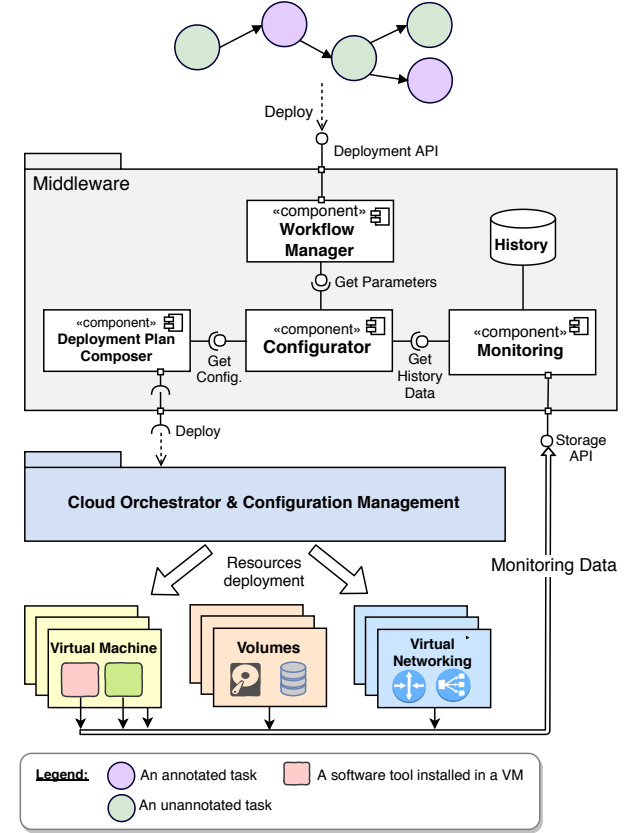 Deploy
Deployment API
Middleware
«component»
Workflow
Manager
History
Get Parameters
«component»
Deployment Plan
Composer
«component»
Configurator
«component»
Monitoring
Get
Config.
Get
History
Data
Deploy
Storage
API
Cloud Orchestrator & Configuration Management
Resources
deployment
Monitoring Data
Virtual Machine
Volumes
Virtual
Networking
Legend:
An annotated task
A software tool installed in a VM
An unannotated task